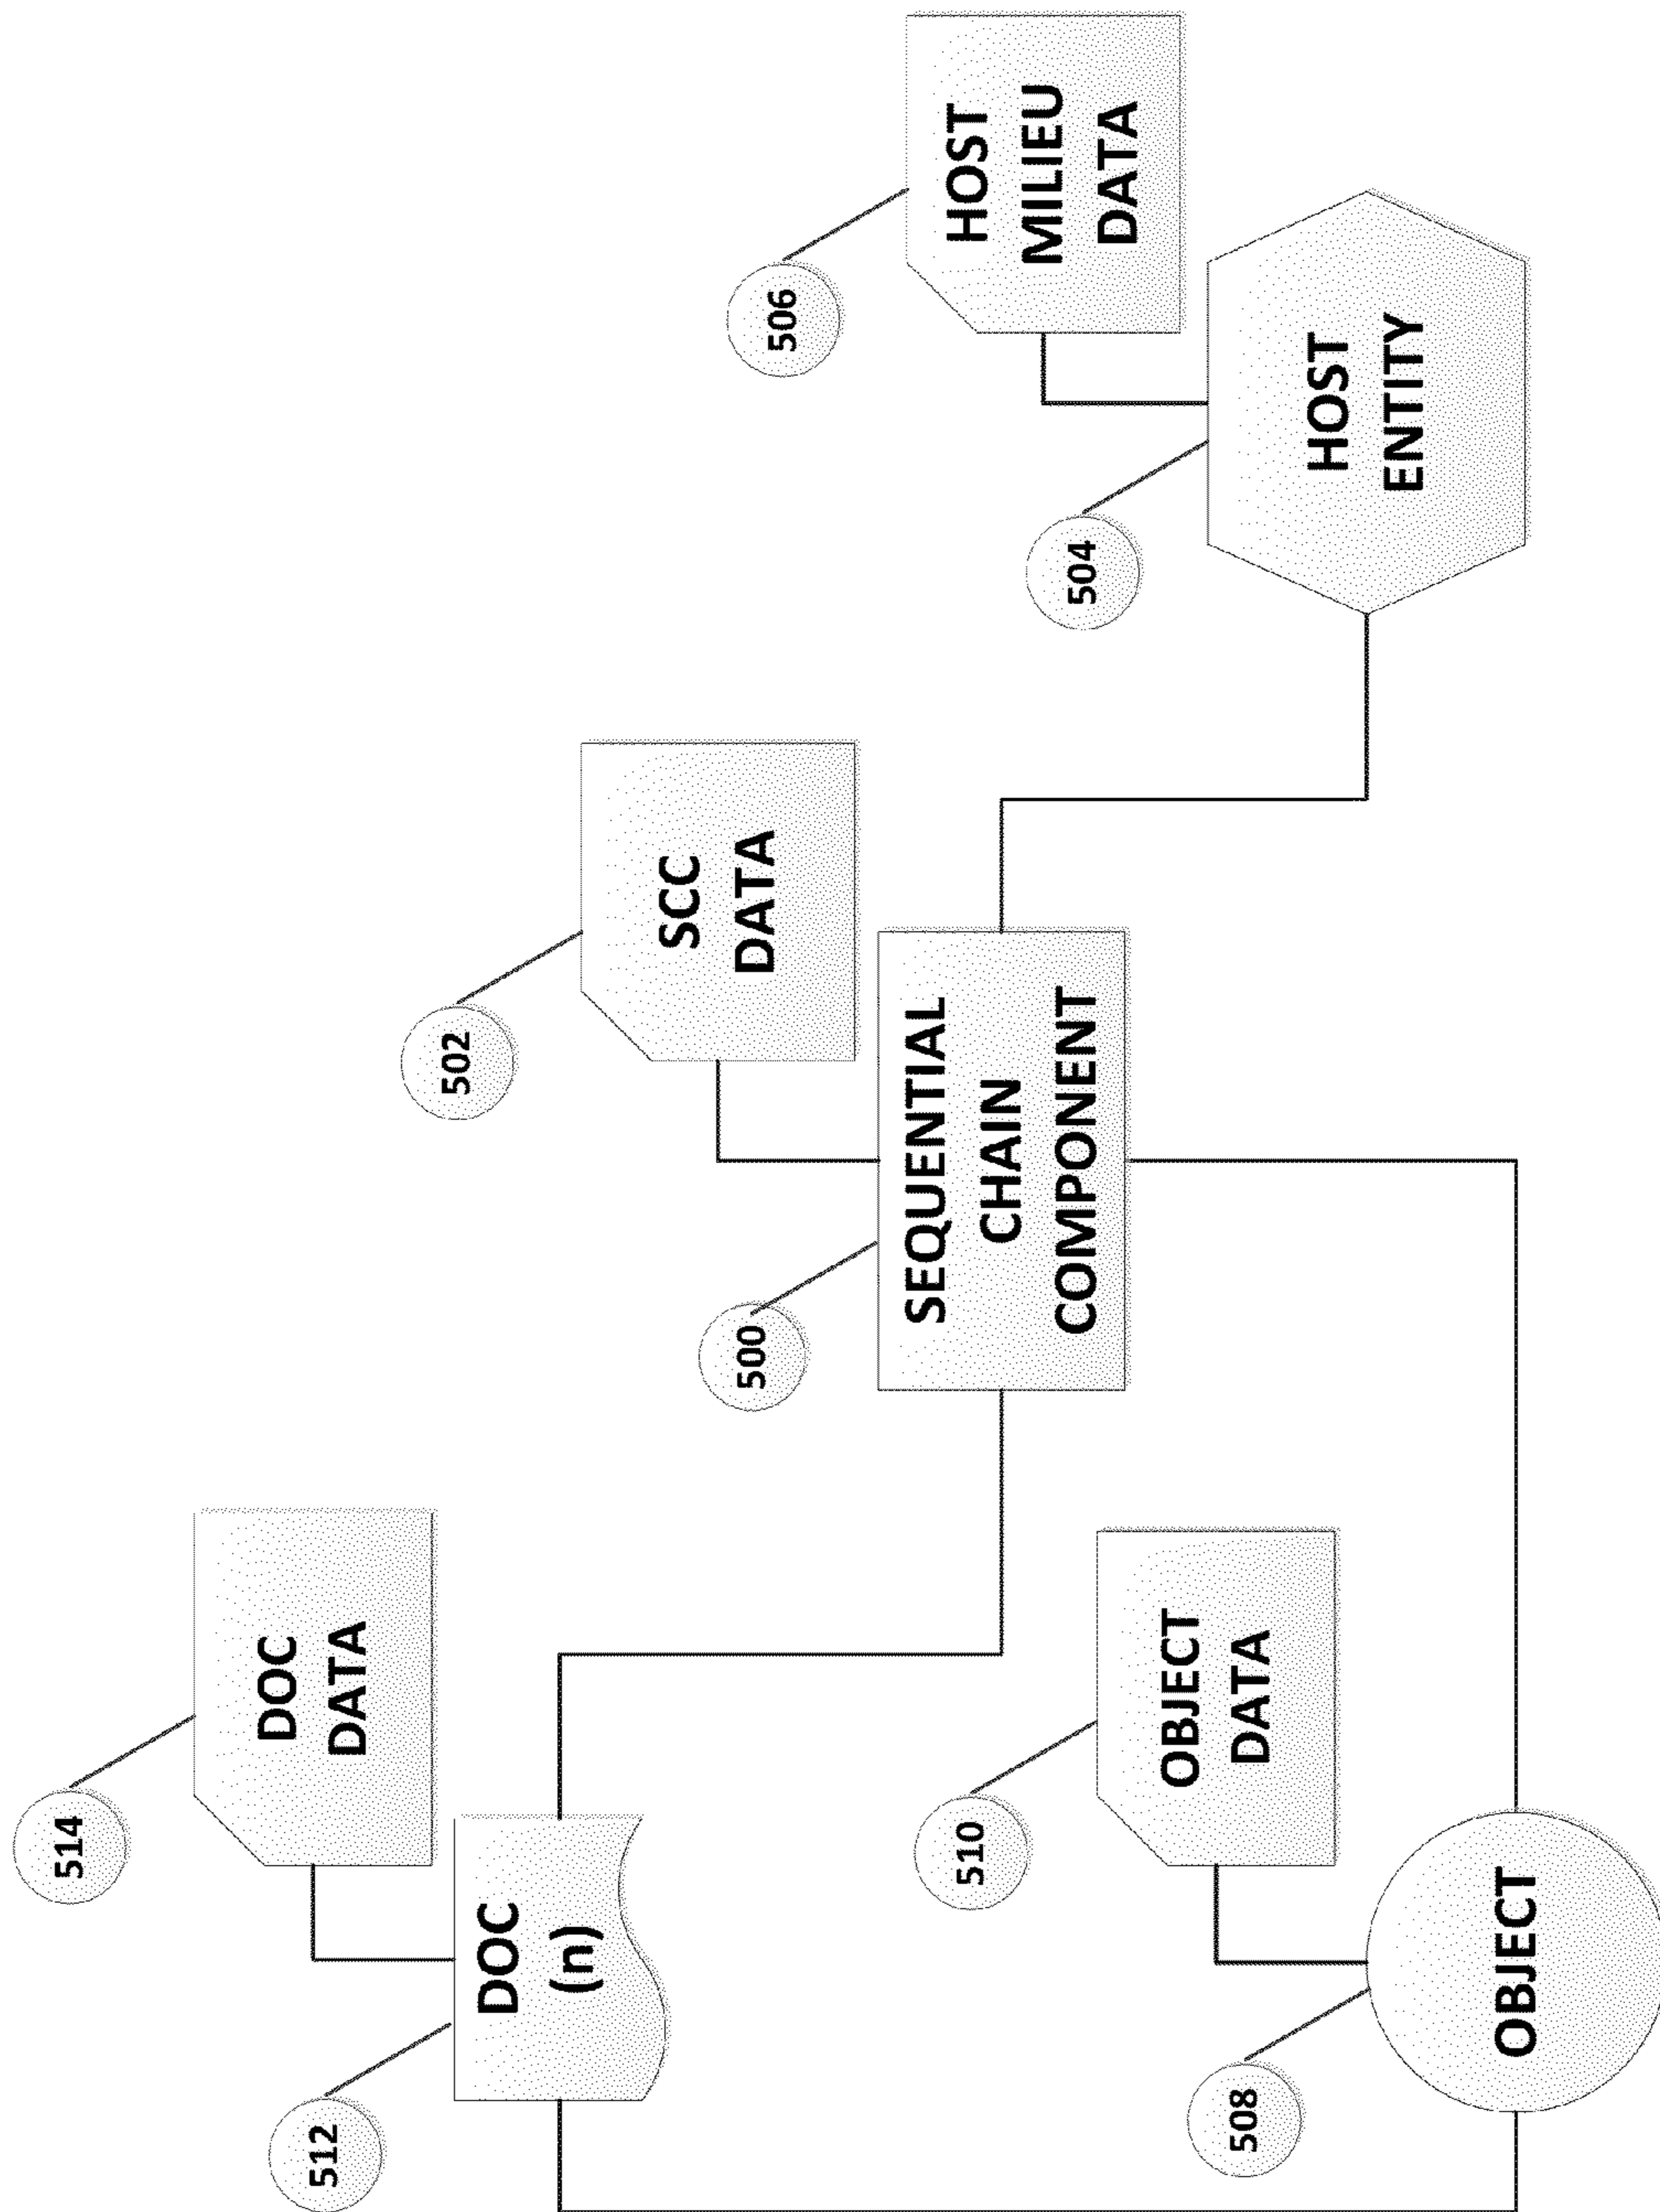 514
DOC
DATA
512
DOC
(n)
502
SCC
DATA
500
SEQUENTIAL
CHAIN
COMPONENT
506
HOST
MILIEU
DATA
510
OBJECT
DATA
504
HOST
ENTITY
508
OBJECT